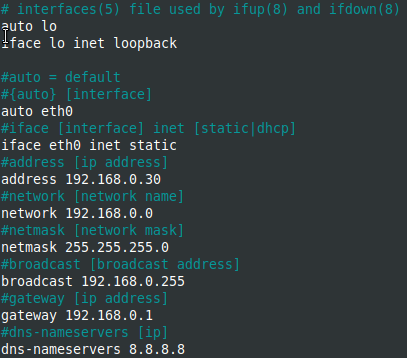 # interfaces(5) file used by ifup(8) and ifdown(8)
auto lo
iface lo inet loopback
#auto = default
#{auto} [interface]
auto eth0
#iface [interface] inet [static|dhcp]
iface eth0 inet static
#address [ip address]
address 192.168.0.30
#network [network name]
network 192.168.0.0
#netmask [network mask]
netmask 255.255.255.0
#broadcast [broadcast address]
broadcast 192.168.0.255
#gateway [ip address]
gateway 192.168.0.1
#dns-nameservers [ip]
dns-nameservers 8.8.8.8